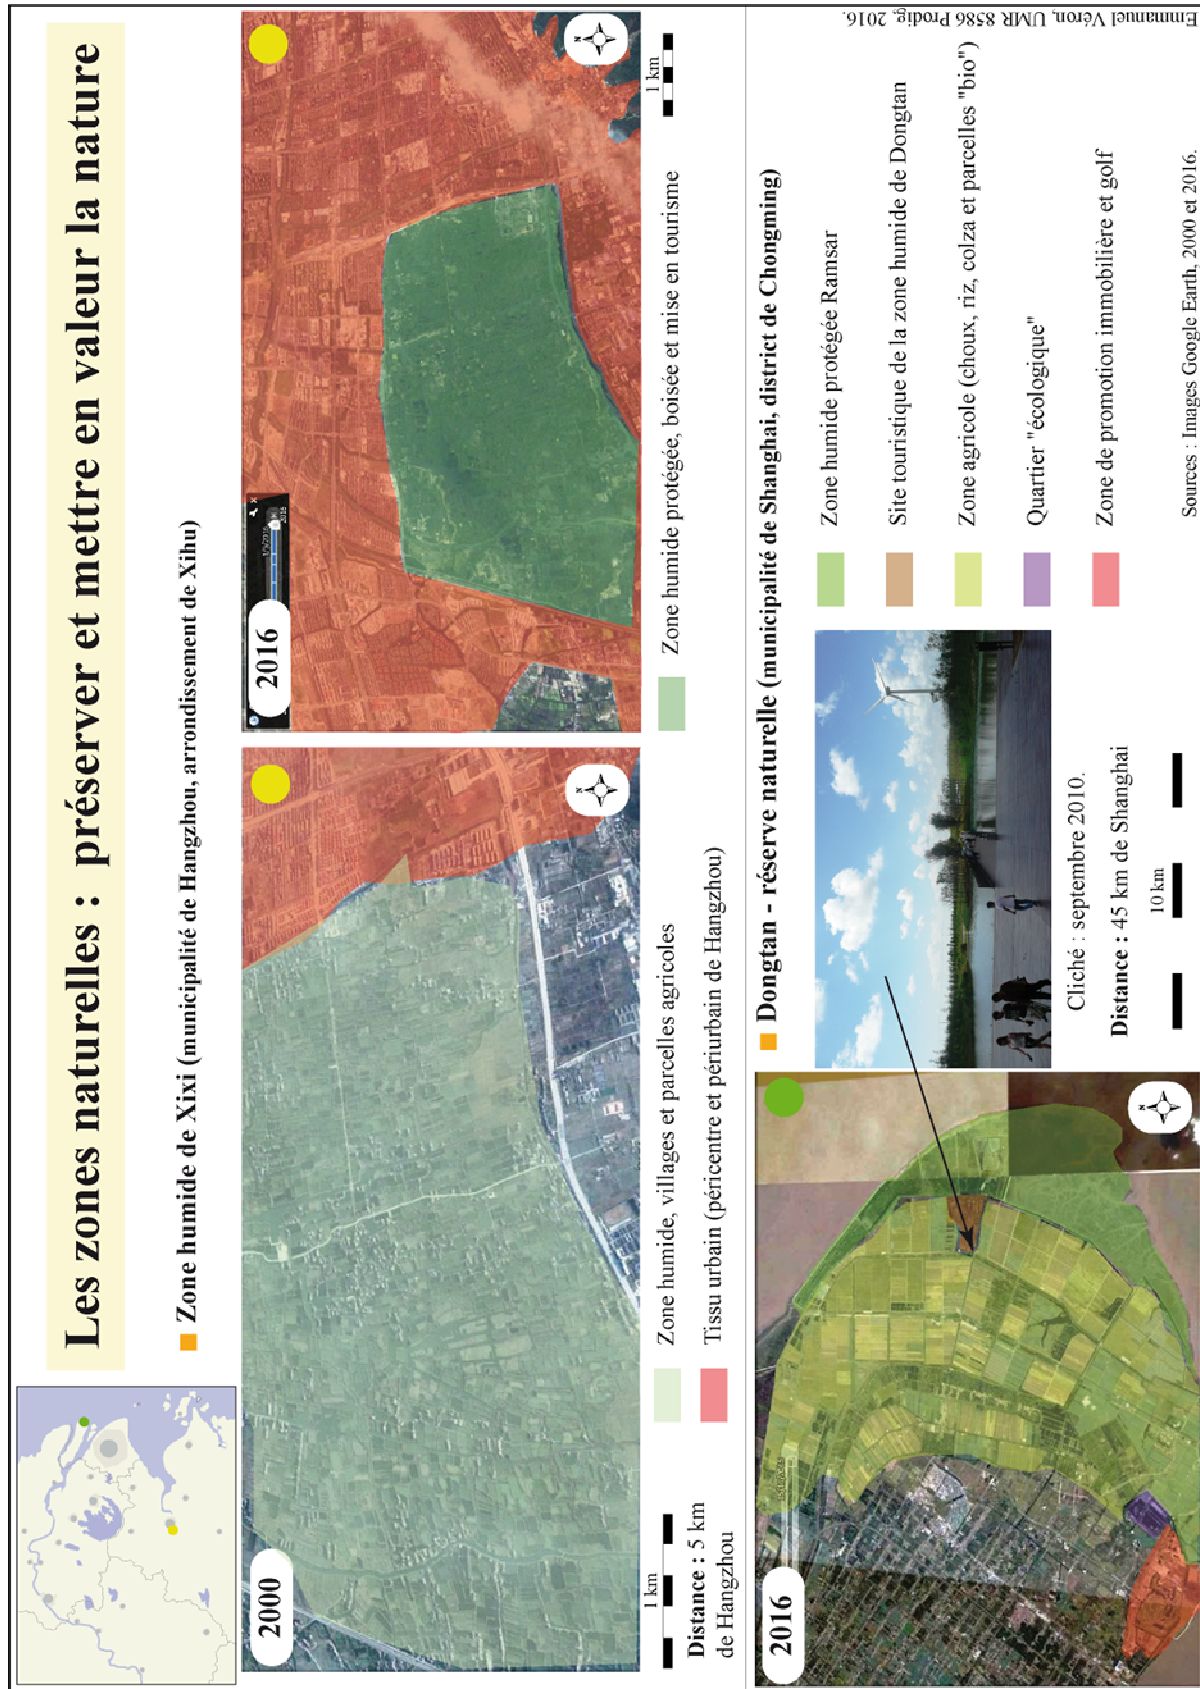 Les zones naturelles : préserver et mettre en valeur la nature
Zone humide de Xixi (municipalité de Hangzhou, arrondissement de Xihu)
2000
N
2016
2016
N
1 km
Distance : 5 km
de Hangzhou
Zone humide, villages et parcelles agricoles
Tissu urbain (péricentre et périurbain de Hangzhou)
Zone humide protégée, boisée et mise en tourisme
1 km
Dongtan - réserve naturelle (municipalité de Shanghai, district de Chongming)
2016
N
Cliché : septembre 2010.
Distance : 45 km de Shanghai
10 km
Zone humide protégée Ramsar
Site touristique de la zone humide de Dongtan
Zone agricole (choux, riz, colza et parcelles "bio")
Quartier "écologique"
Zone de promotion immobilière et golf
Sources : Images Google Earth, 2000 et 2016.
Emmanuel Véron, UMR 8586 Prodig, 2016.